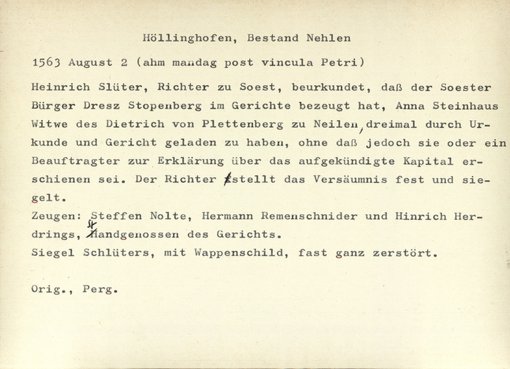 Höllinghofen, Bestand Nehlen
1563 August 2 (ahm mandag post vincula Petri)
Heinrich Slüter, Richter zu Soest, beurkundet, daß der Soester
Bürger Dresz Stopenberg im Gerichte bezeugt hat, Anna Steinhaus
Witwe des Dietrich von Plettenberg zu Neilen,dreimal durch Ur-
kunde und Gericht geladen zu haben, ohne daß jedoch sie oder ein
Beauftragter zur Erklärung über das aufgekündigte Kapital er-
schienen sei. Der Richter stellt das Versäumnis fest und sie-
gelt.
Zeugen: Steffen Nolte, Hermann Remenschnider und Hinrich Her-
drings, Standgenossen des Gerichts.
Siegel Schlüters, mit Wappenschild, fast ganz zerstört.
Orig., Perg.